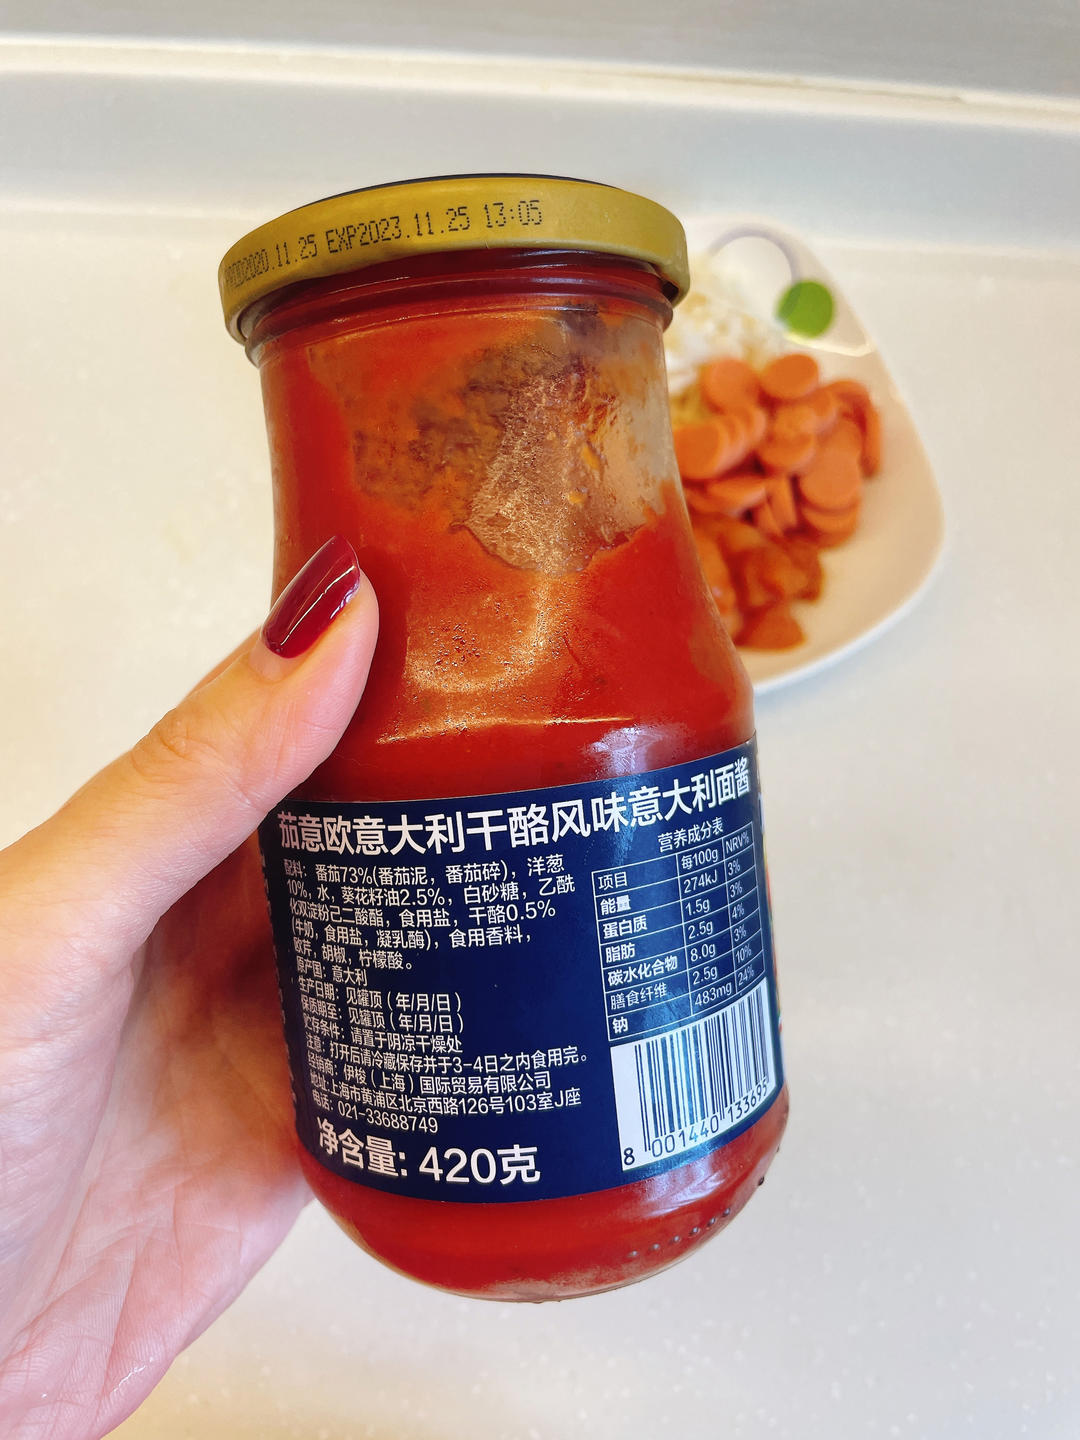 2020.11.25 EXP2023.11.25 13:05
茄意欧意大利干酪风味意大利面酱
配料：番茄73%(番茄泥，番茄碎)，洋葱
10%，水，葵花籽油2.5%，白砂糖，乙酰
化双淀粉己二酸酯，食用盐，干酪0.5%
(牛奶，食用盐，凝乳酶)，食用香料，
欧芹，胡椒，柠檬酸。
原产国：意大利
生产日期：见罐顶（年/月/日）
保质期至：见罐顶（年/月/日）
贮存条件：请置于阴凉干燥处
注意：打开后请冷藏保存并于3-4日之内食用完。
经销商：伊梭（上海）国际贸易有限公司
地址:上海市黄浦区北京西路126号103室J座
电话：021-33688749
净含量: 420克
营养成分表
项目 每100g NRV%
能量 274kJ 3%
蛋白质 1.5g 3%
脂肪 2.5g 4%
碳水化合物 8.0g 3%
膳食纤维 2.5g 10%
钠 483mg 24%
8 001440 133695